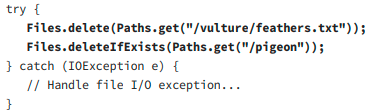 try {
    Files.delete(Paths.get("/vulture/feathers.txt"));
    Files.deleteIfExists(Paths.get("/pigeon"));
} catch (IOException e) {
    // Handle file I/O exception...
}